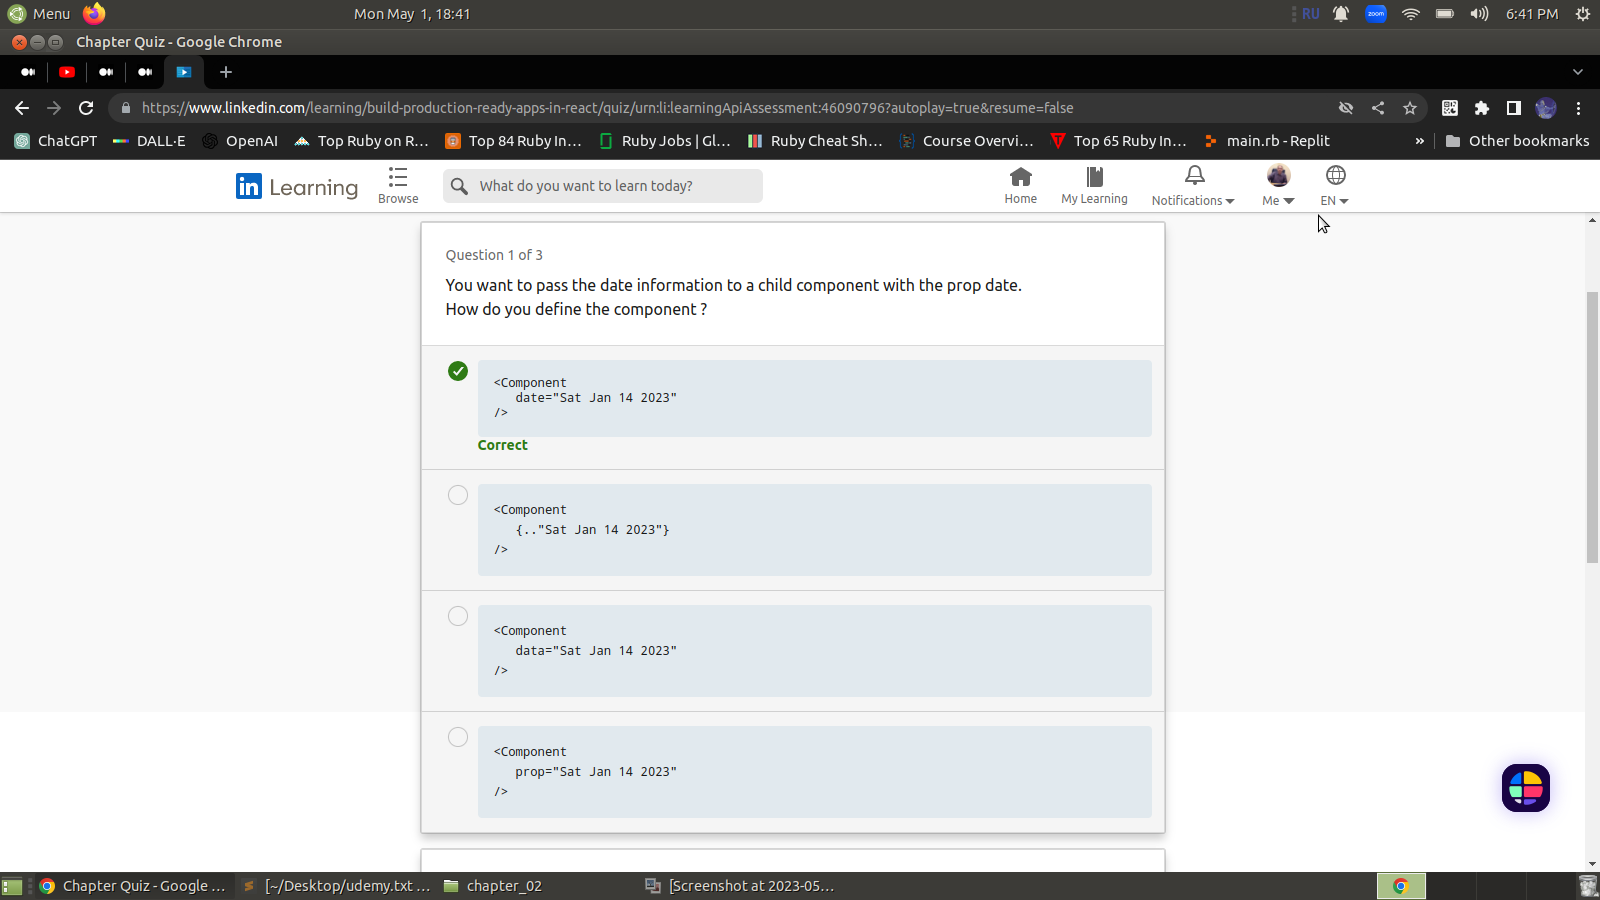 Menu
Mon May 1, 18:41
RU
zoom
6:41 PM
Chapter Quiz - Google Chrome
https://www.linkedin.com/learning/build-production-ready-apps-in-react/quiz/urn:li:learningApiAssessment:46090796?autoplay=true&resume=false
ChatGPT
DALL·E
OpenAI
Top Ruby on R...
Top 84 Ruby In...
Ruby Jobs | Gl...
Ruby Cheat Sh...
Course Overvi...
Top 65 Ruby In...
main.rb - Replit
»
Other bookmarks
in Learning
Browse
What do you want to learn today?
Home
My Learning
Notifications
Me
EN
Question 1 of 3
You want to pass the date information to a child component with the prop date.
How do you define the component ?
<Component
date="Sat Jan 14 2023"
/>
Correct
<Component
{.."Sat Jan 14 2023"}
/>
<Component
data="Sat Jan 14 2023"
/>
<Component
prop="Sat Jan 14 2023"
/>
Chapter Quiz - Google ...
[~/Desktop/udemy.txt ...
chapter_02
[Screenshot at 2023-05...